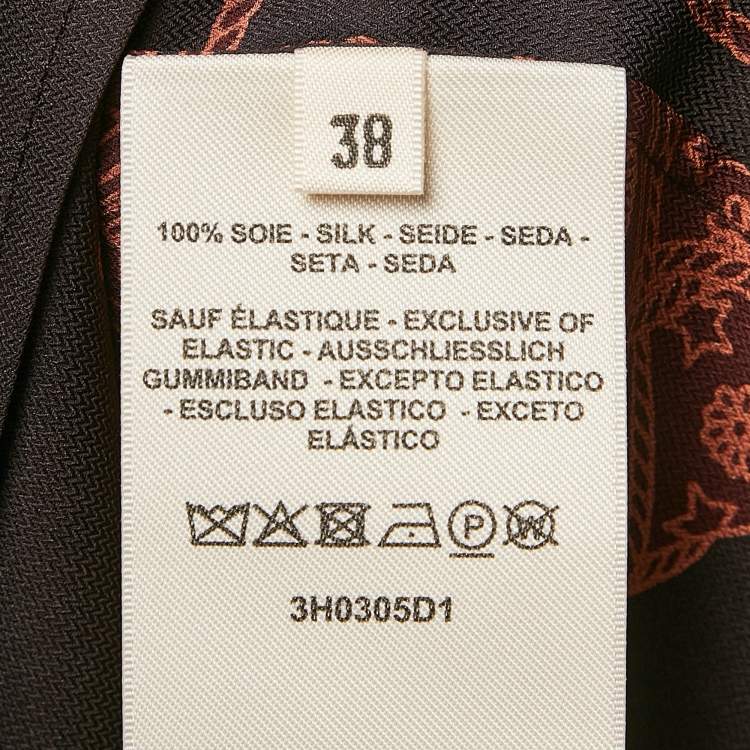 38
100% SOIE - SILK - SEIDE - SEDA -
SETA - SEDA
SAUF ÉLASTIQUE - EXCLUSIVE OF
ELASTIC - AUSSCHLIESSLICH
GUMMIBAND - EXCEPTO ELASTICO
- ESCLUSO ELASTICO - EXCETO
ELÁSTICO
P W
3H0305D1